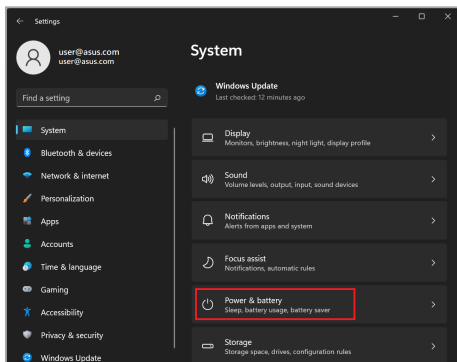 Settings
user@asus.com
user@asus.com
Find a setting
System
Bluetooth & devices
Network & internet
Personalization
Apps
Accounts
Time & language
Gaming
Accessibility
Privacy & security
Windows Update
System
Windows Update
Last checked: 12 minutes ago
Display
Monitors, brightness, night light, display profile
Sound
Volume levels, output, input, sound devices
Notifications
Alerts from apps and system
Focus assist
Notifications, automatic rules
Power & battery
Sleep, battery usage, battery saver
Storage
Storage space, drives, configuration rules